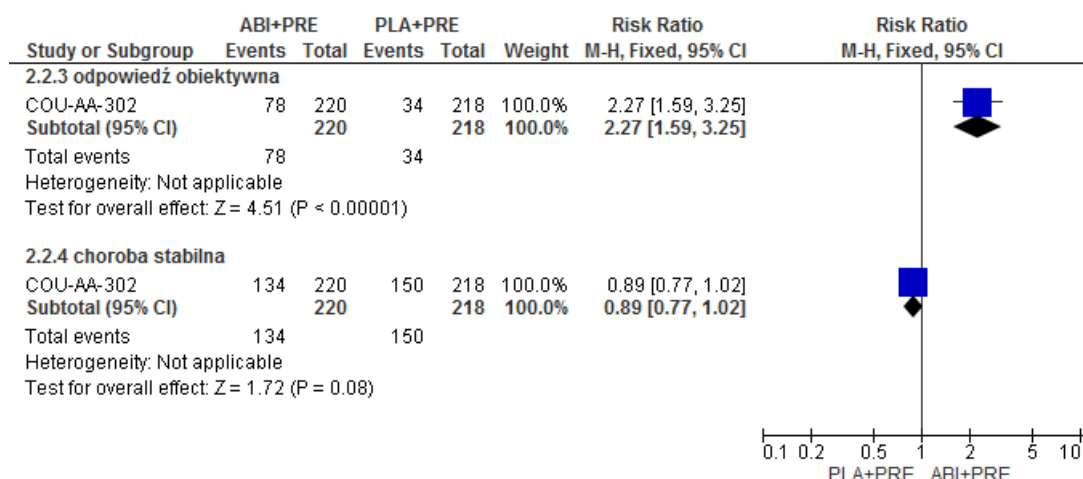 ABI+PRE PLA+PRE Risk Ratio Risk Ratio
Study or Subgroup Events Total Events Total Weight M-H, Fixed, 95% CI M-H, Fixed, 95% CI
2.2.3 odpowiedź obiektywna
COU-AA-302 78 220 34 218 100.0% 2.27 [1.59, 3.25]
Subtotal (95% CI) 220 218 100.0% 2.27 [1.59, 3.25]
Total events 78 34
Heterogeneity: Not applicable
Test for overall effect: Z = 4.51 (P < 0.00001)
2.2.4 choroba stabilna
COU-AA-302 134 220 150 218 100.0% 0.89 [0.77, 1.02]
Subtotal (95% CI) 220 218 100.0% 0.89 [0.77, 1.02]
Total events 134 150
Heterogeneity: Not applicable
Test for overall effect: Z = 1.72 (P = 0.08)
0.1 0.2 0.5 1 2 5 10
PLA+PRE ABI+PRE